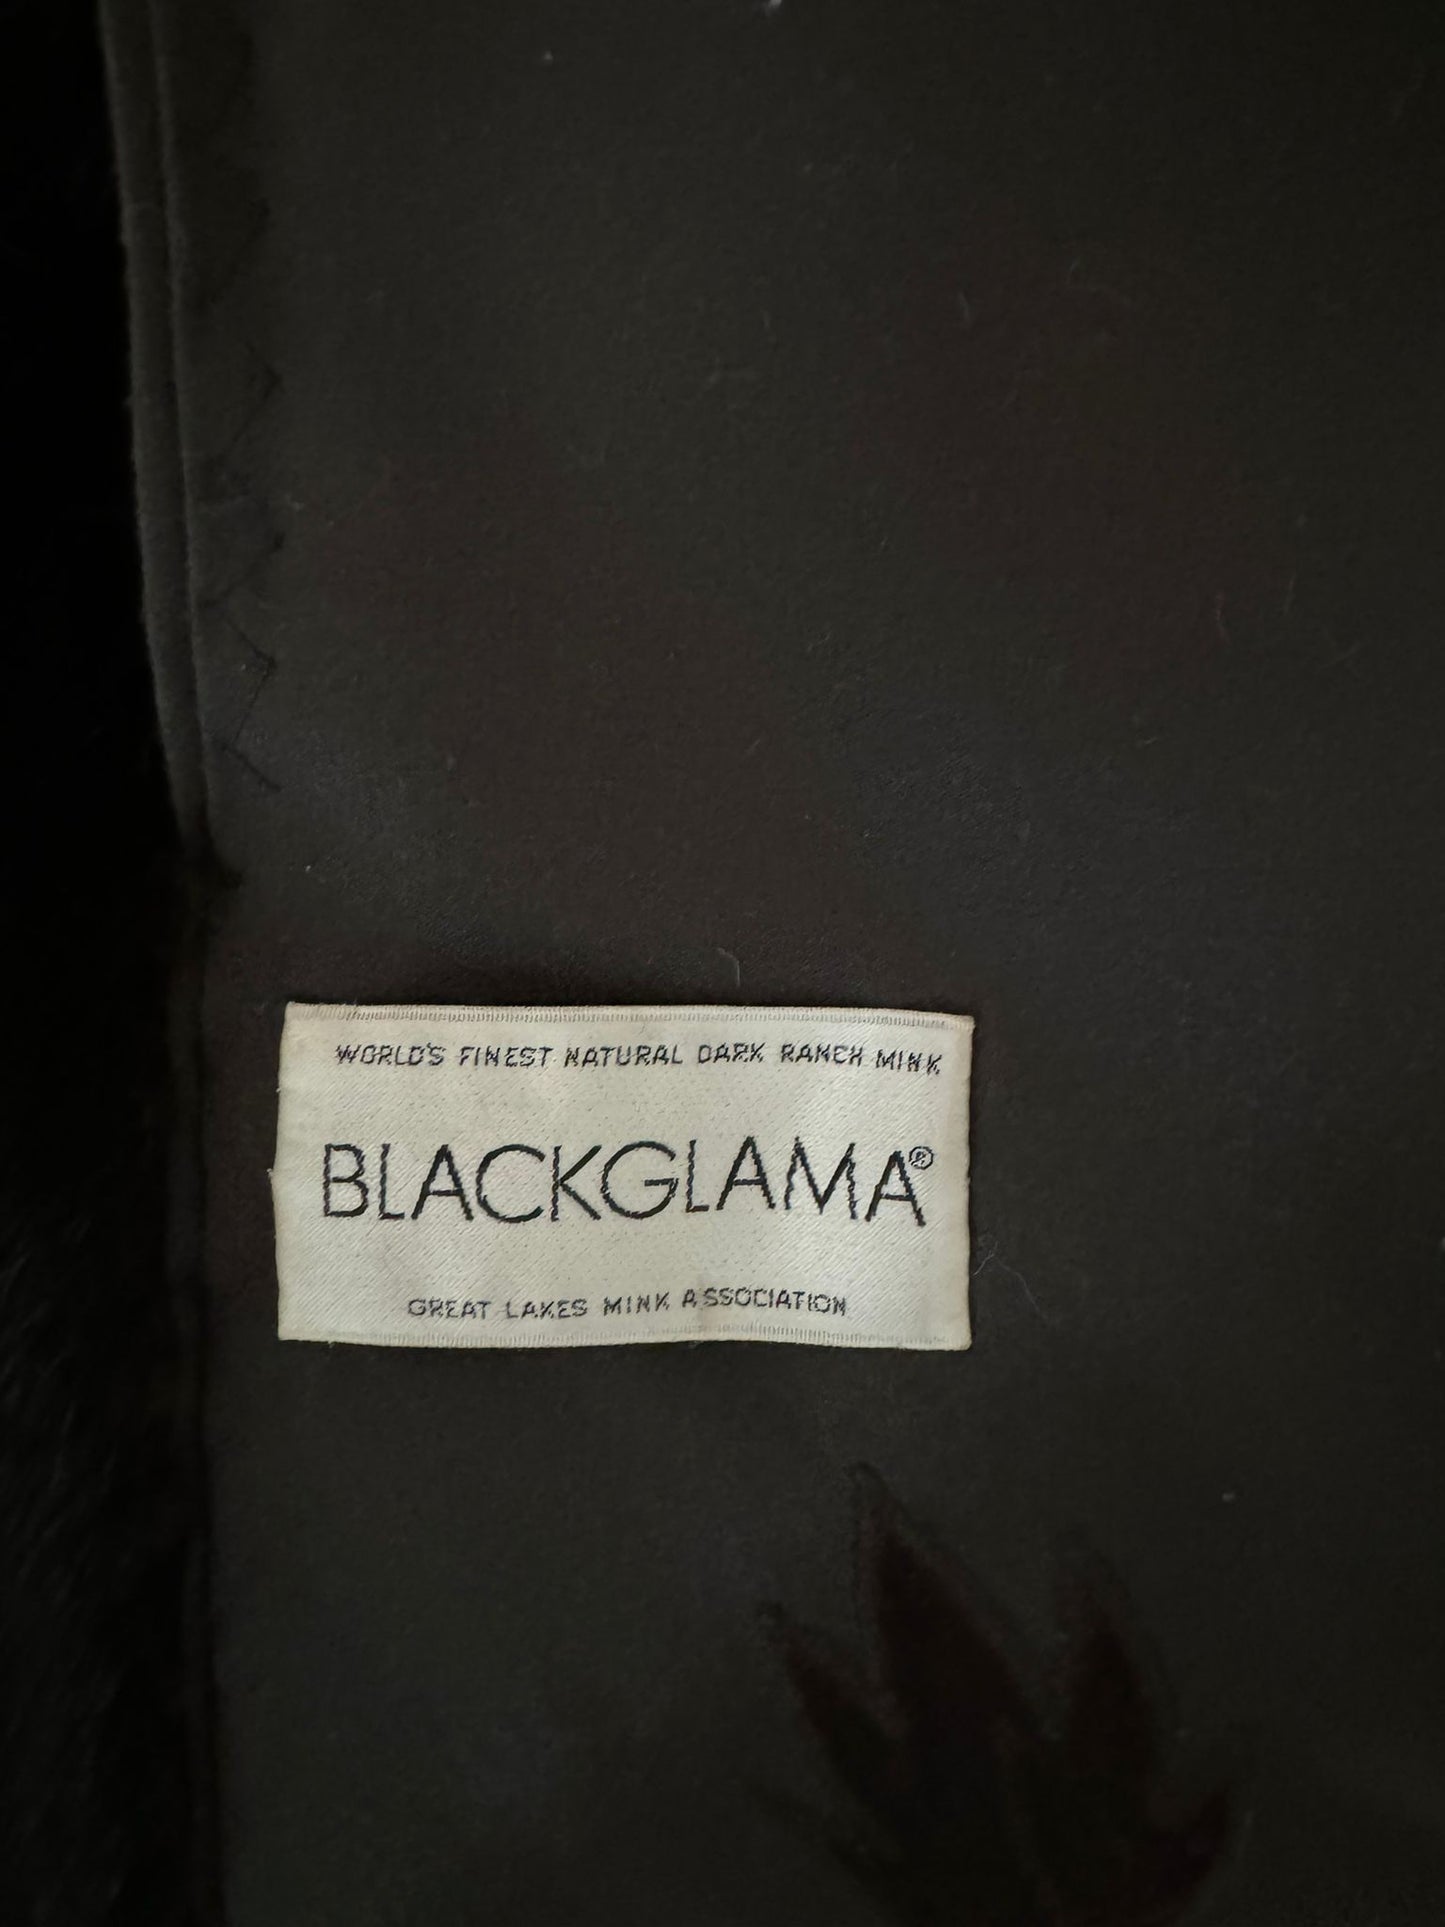 WORLD'S FINEST NATURAL DARK RANCH MINK
BLACKGLAMA®
GREAT LAKES MINK ASSOCIATION